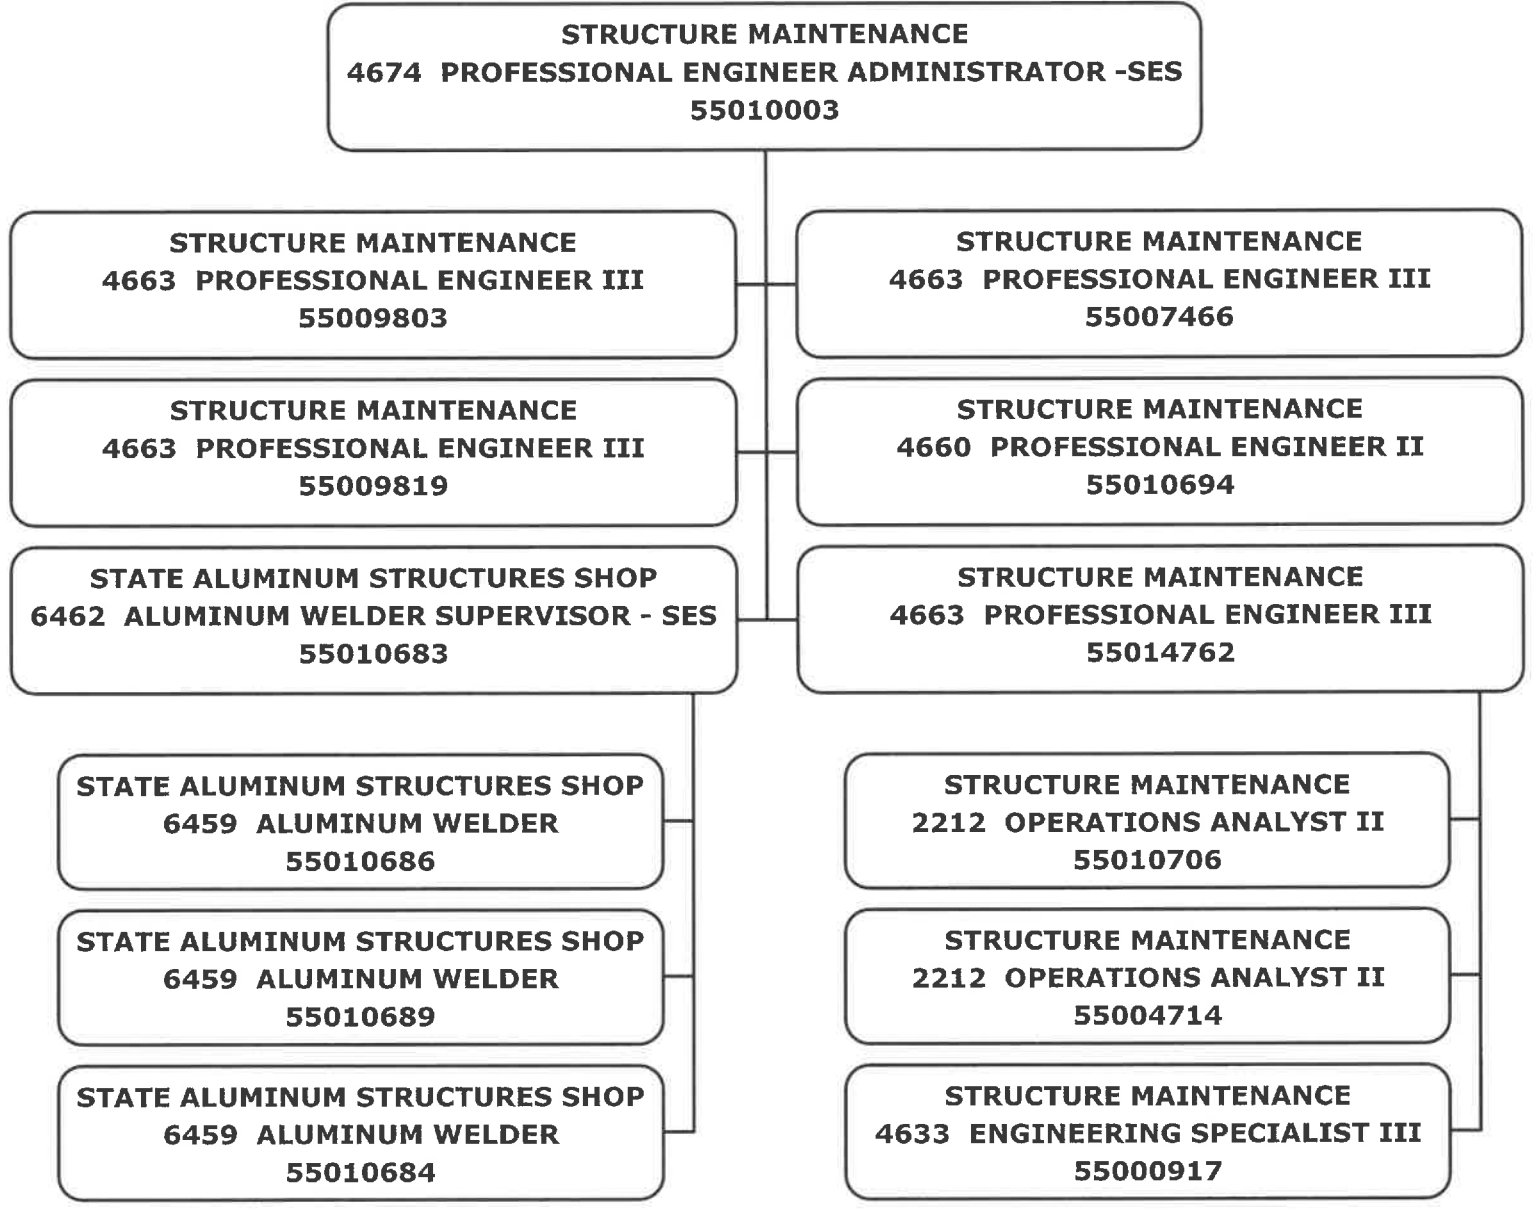 STRUCTURE MAINTENANCE
4674 PROFESSIONAL ENGINEER ADMINISTRATOR -SES
55010003
STRUCTURE MAINTENANCE
4663 PROFESSIONAL ENGINEER III
55009803
STRUCTURE MAINTENANCE
4663 PROFESSIONAL ENGINEER III
55007466
STRUCTURE MAINTENANCE
4663 PROFESSIONAL ENGINEER III
55009819
STRUCTURE MAINTENANCE
4660 PROFESSIONAL ENGINEER II
55010694
STATE ALUMINUM STRUCTURES SHOP
6462 ALUMINUM WELDER SUPERVISOR - SES
55010683
STRUCTURE MAINTENANCE
4663 PROFESSIONAL ENGINEER III
55014762
STATE ALUMINUM STRUCTURES SHOP
6459 ALUMINUM WELDER
55010686
STATE ALUMINUM STRUCTURES SHOP
6459 ALUMINUM WELDER
55010689
STATE ALUMINUM STRUCTURES SHOP
6459 ALUMINUM WELDER
55010684
STRUCTURE MAINTENANCE
2212 OPERATIONS ANALYST II
55010706
STRUCTURE MAINTENANCE
2212 OPERATIONS ANALYST II
55004714
STRUCTURE MAINTENANCE
4633 ENGINEERING SPECIALIST III
55000917